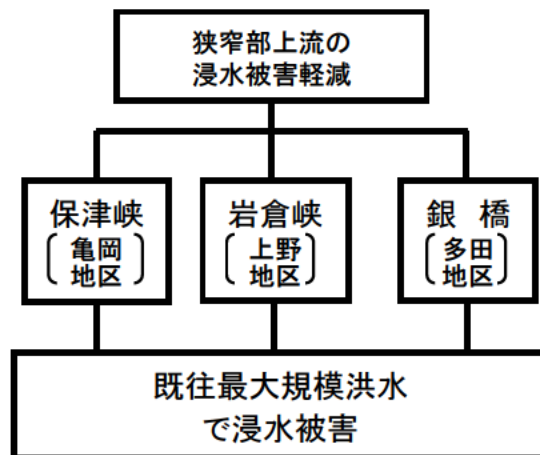 狭窄部上流の
浸水被害軽減
保津峡
〔亀岡地区〕
岩倉峡
〔上野地区〕
銀 橋
〔多田地区〕
既往最大規模洪水
で浸水被害